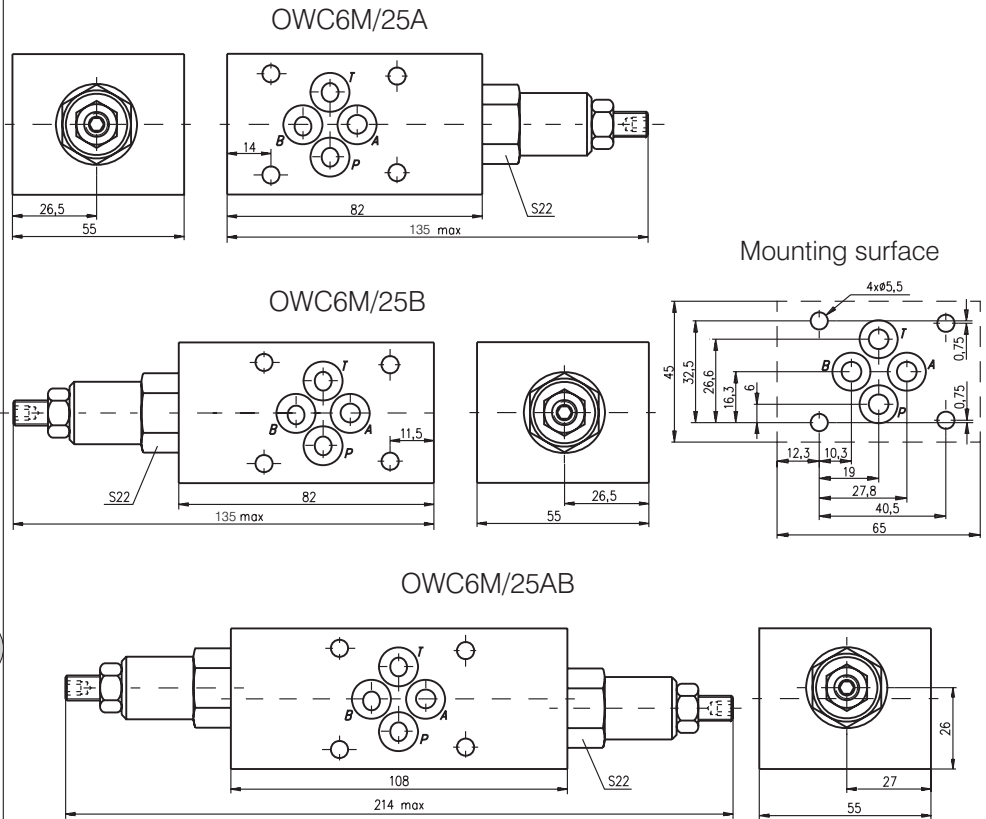 OWC6M/25A
T
B
A
P
14
26,5
82
S22
55
135 max
Mounting surface
OWC6M/25B
4xø5,5
T
T
B
A
B
A
P
P
45
32,5
26,6
16,3
6
0,75
0,75
11,5
12,3
10,3
S22
82
26,5
19
135 max
55
27,8
40,5
65
OWC6M/25AB
T
B
A
P
26
108
S22
27
214 max
55